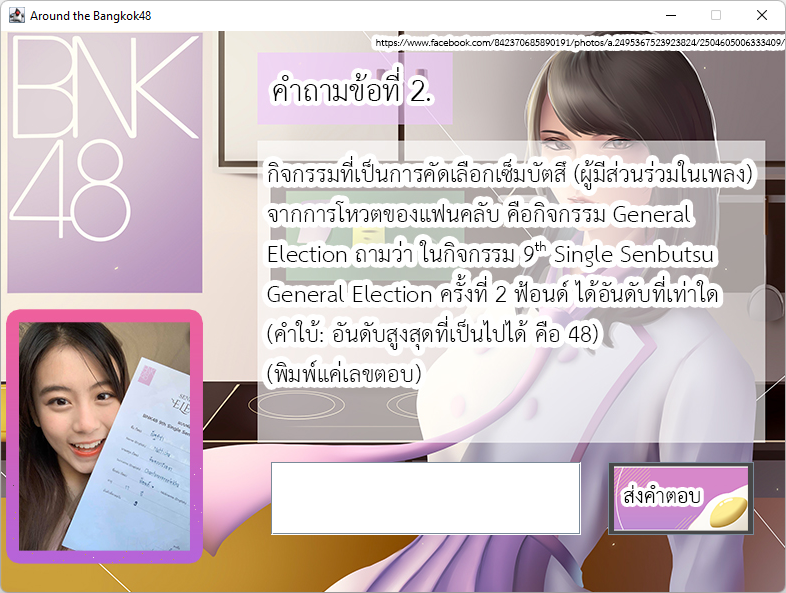 Around the Bangkok48
https://www.facebook.com/842370685890191/photos/a.2495367523923824/2504605006333409/
BNK
48
คำถามข้อที่ 2.
กิจกรรมที่เป็นการคัดเลือกเซ็มบัตสึ (ผู้มีส่วนร่วมในเพลง)
จากการโหวตของแฟนคลับ คือกิจกรรม General
Election ถามว่า ในกิจกรรม 9th Single Senbutsu
General Election ครั้งที่ 2 ฟ้อนด์ ได้อันดับที่เท่าใด
(คำใบ้: อันดับสูงสุดที่เป็นไปได้ คือ 48)
(พิมพ์แค่เลขตอบ)
ส่งคำตอบ